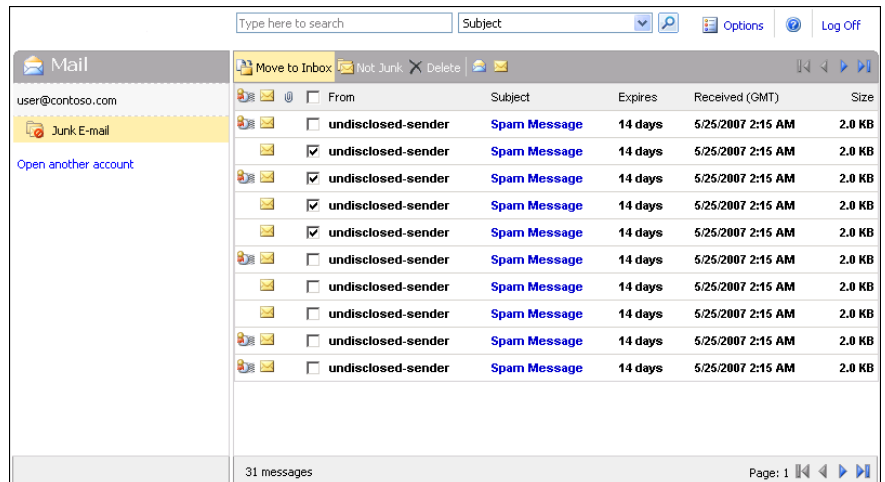 Type here to search Subject Options Log Off
Mail Move to Inbox Not Junk Delete
user@contoso.com From Subject Expires Received (GMT) Size
undisclosed-sender Spam Message 14 days 5/25/2007 2:15 AM 2.0 KB
Junk E-mail
undisclosed-sender Spam Message 14 days 5/25/2007 2:15 AM 2.0 KB
Open another account
undisclosed-sender Spam Message 14 days 5/25/2007 2:15 AM 2.0 KB
undisclosed-sender Spam Message 14 days 5/25/2007 2:15 AM 2.0 KB
undisclosed-sender Spam Message 14 days 5/25/2007 2:15 AM 2.0 KB
undisclosed-sender Spam Message 14 days 5/25/2007 2:15 AM 2.0 KB
undisclosed-sender Spam Message 14 days 5/25/2007 2:15 AM 2.0 KB
undisclosed-sender Spam Message 14 days 5/25/2007 2:15 AM 2.0 KB
undisclosed-sender Spam Message 14 days 5/25/2007 2:15 AM 2.0 KB
undisclosed-sender Spam Message 14 days 5/25/2007 2:15 AM 2.0 KB
31 messages Page: 1